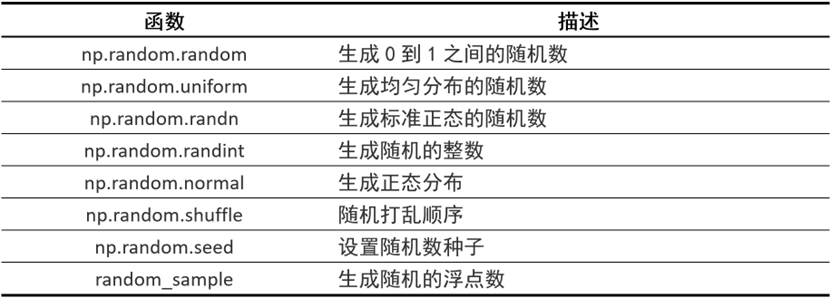 函数 描述
np.random.random 生成 0 到 1 之间的随机数
np.random.uniform 生成均匀分布的随机数
np.random.randn 生成标准正态的随机数
np.random.randint 生成随机的整数
np.random.normal 生成正态分布
np.random.shuffle 随机打乱顺序
np.random.seed 设置随机数种子
random_sample 生成随机的浮点数